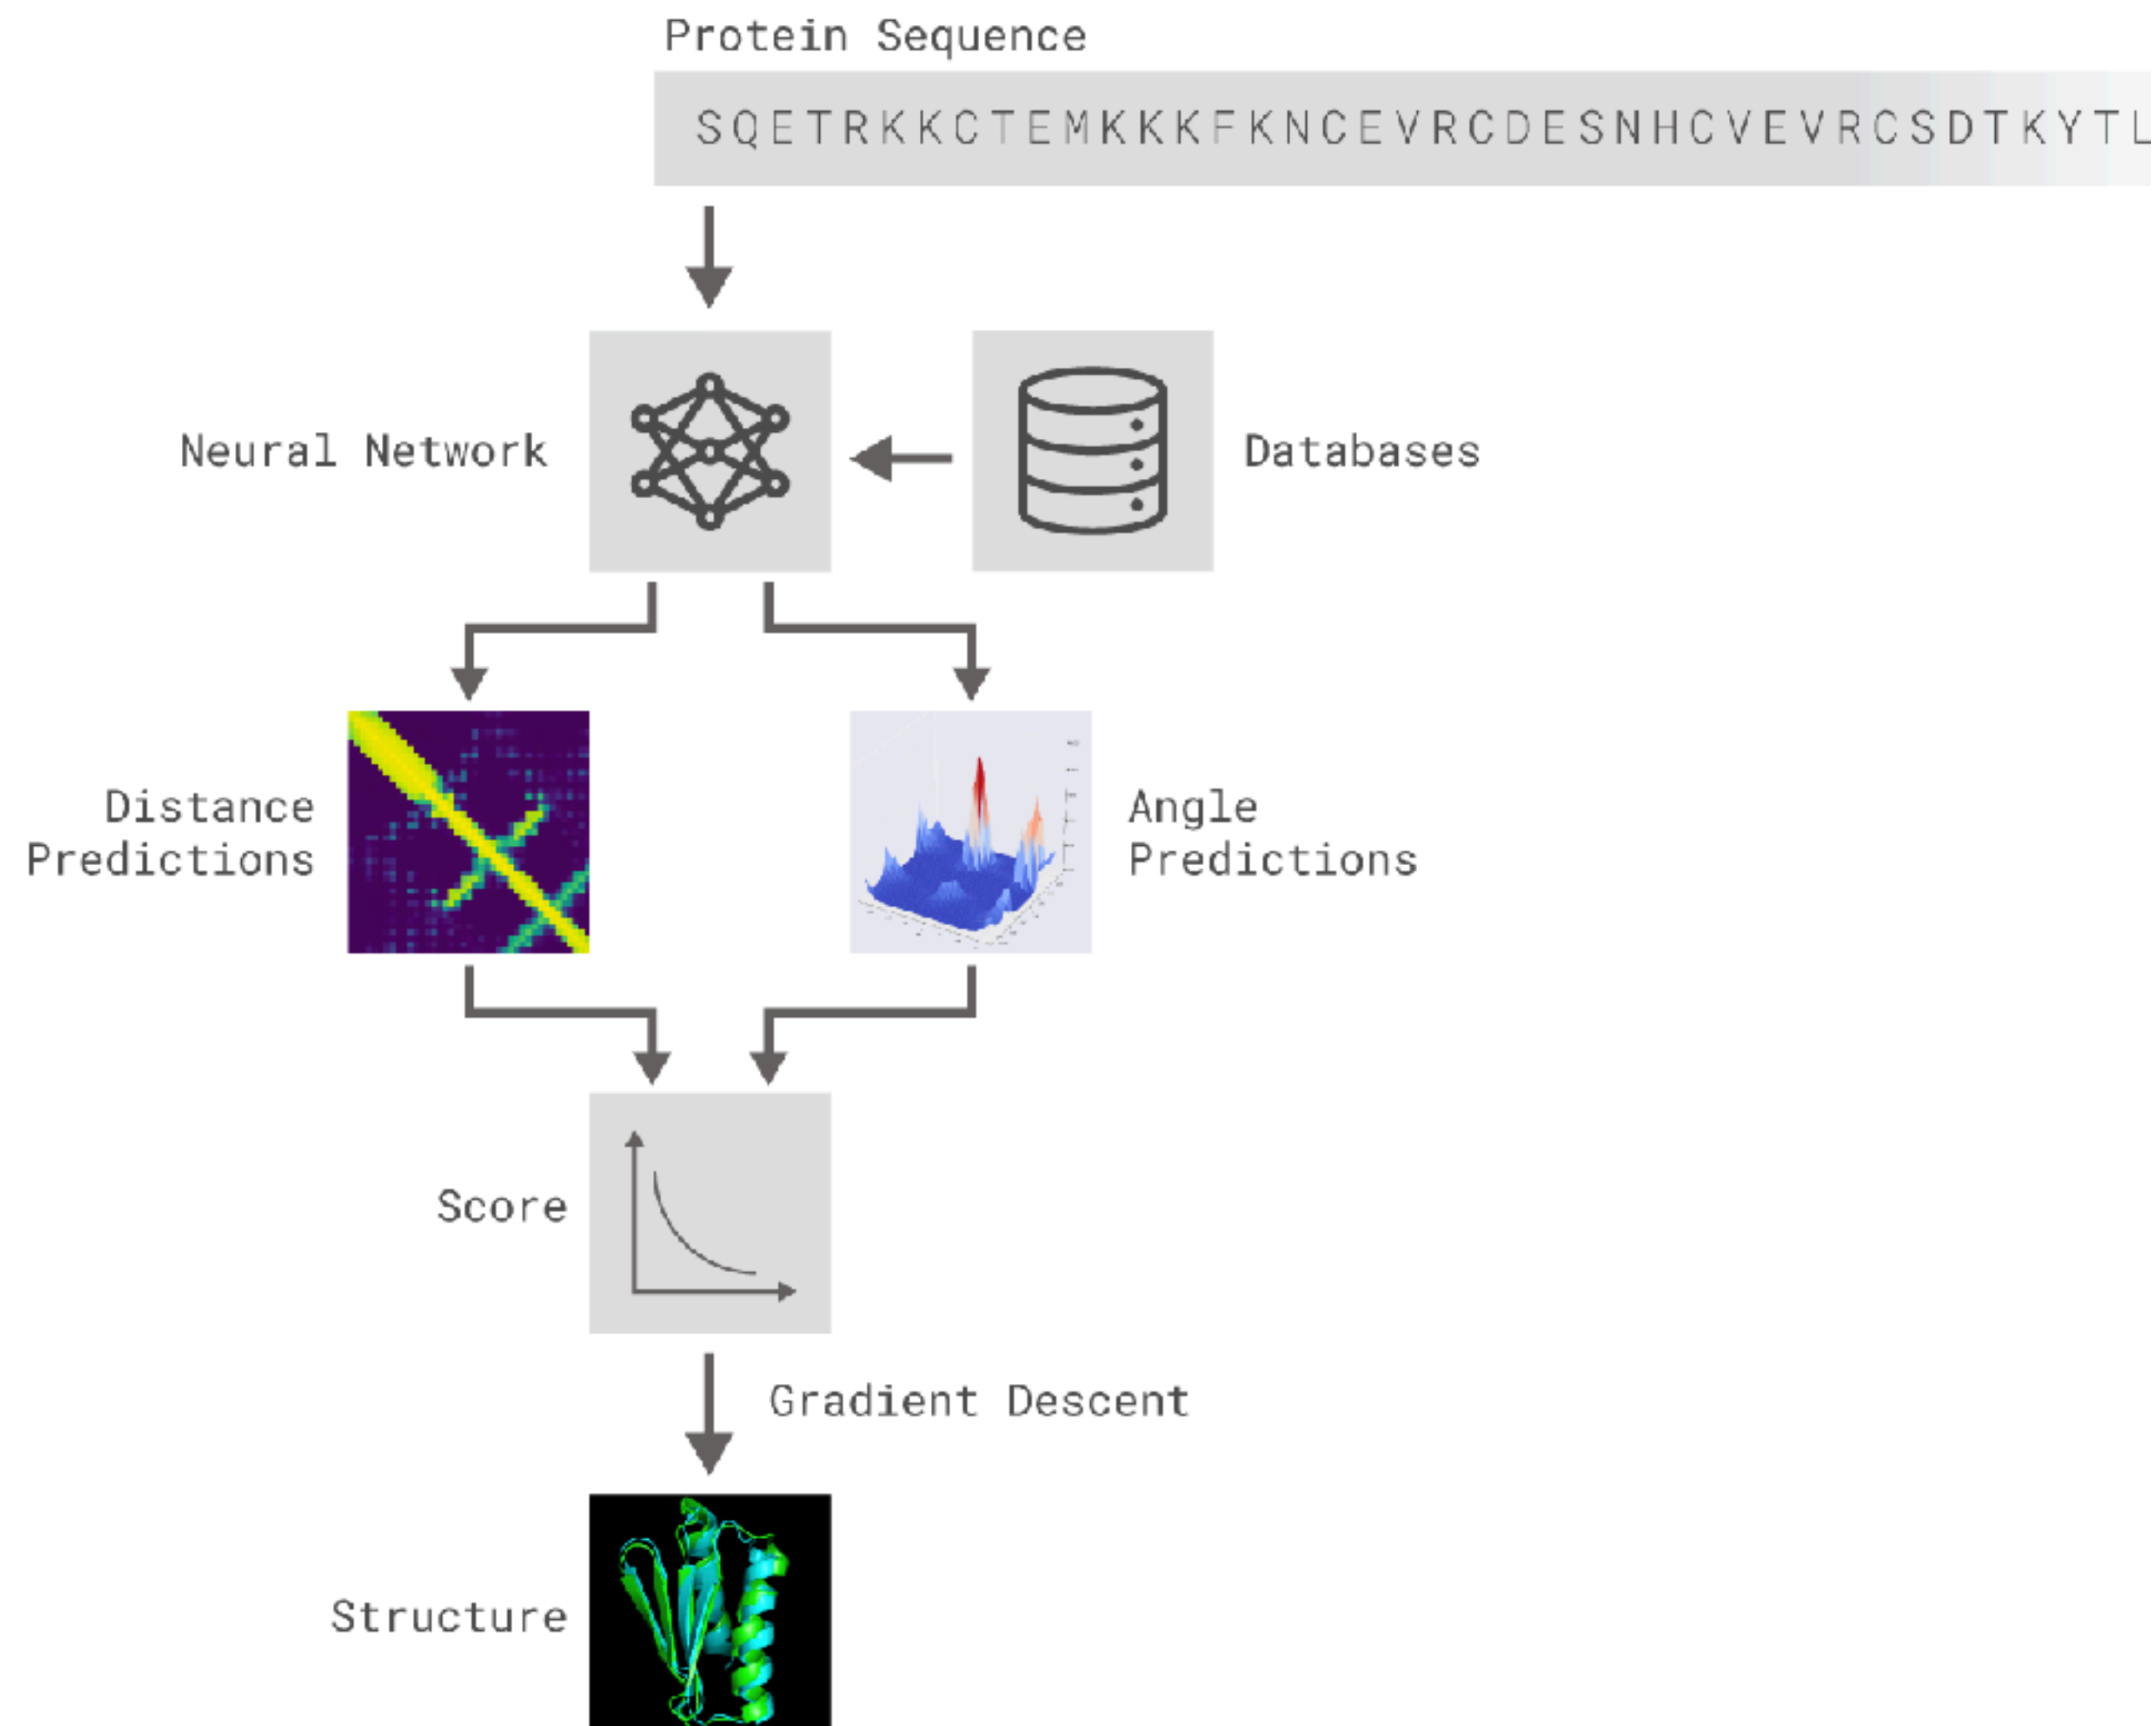 Protein Sequence
SQETRKKCTEMKKKFKNCEVRCDESNHCVEVRCSDTKYTL
Neural Network
Databases
Distance
Predictions
Angle
Predictions
Score
Gradient Descent
Structure